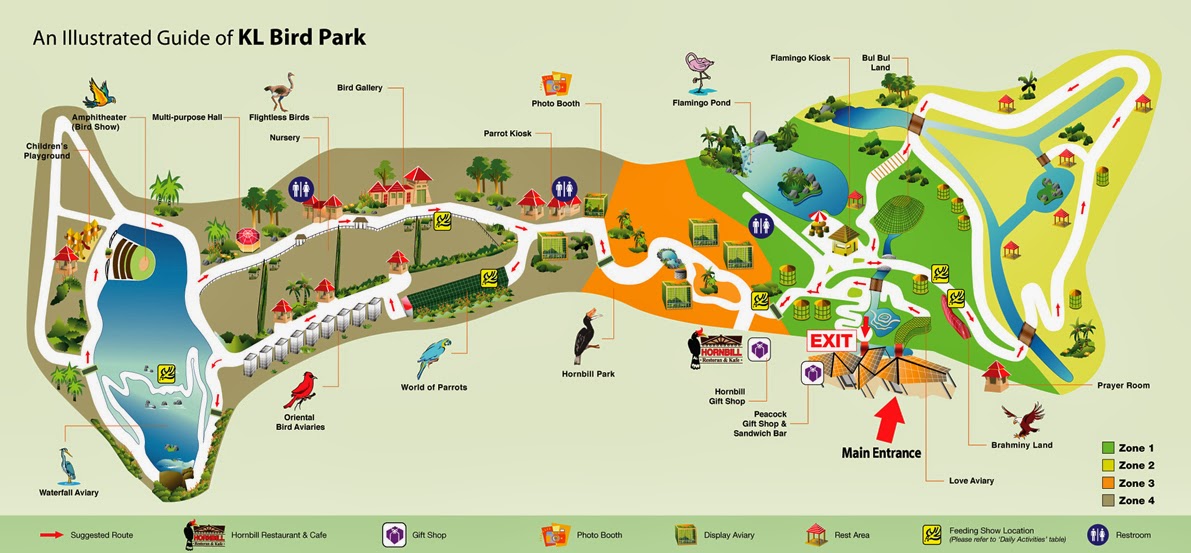 An Illustrated Guide of KL Bird Park
Amphitheater
(Bird Show)
Multi-purpose Hall
Flightless Birds
Nursery
Bird Gallery
Photo Booth
Parrot Kiosk
Flamingo Pond
Flamingo Kiosk
Bul Bul
Land
Children's
Playground
EXIT
HORNBILL
Restoran & Kafe
Hornbill
Gift Shop
Peacock
Gift Shop &
Sandwich Bar
Main Entrance
Hornbill Park
World of Parrots
Oriental
Bird Aviaries
Waterfall Aviary
Prayer Room
Brahminy Land
Love Aviary
Zone 1
Zone 2
Zone 3
Zone 4
Suggested Route
HORNBILL
Restoran & Kafe
Hornbill Restaurant & Cafe
Gift Shop
Photo Booth
Display Aviary
Rest Area
Feeding Show Location
(Please refer to 'Daily Activities' table)
Restroom